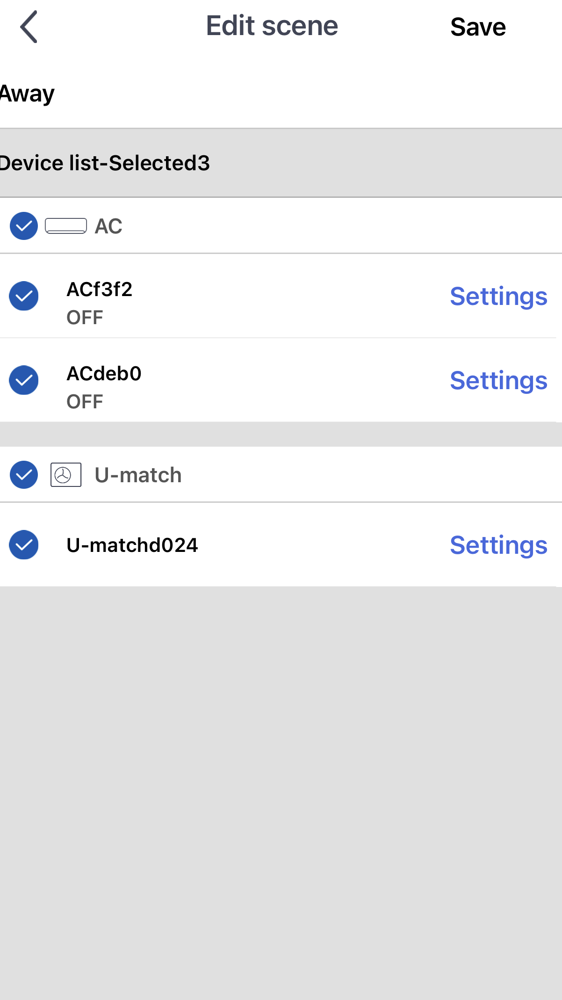 Edit scene
Save
Away
Device list-Selected3
AC
ACf3f2
OFF
Settings
ACdeb0
OFF
Settings
U-match
U-matchd024
Settings